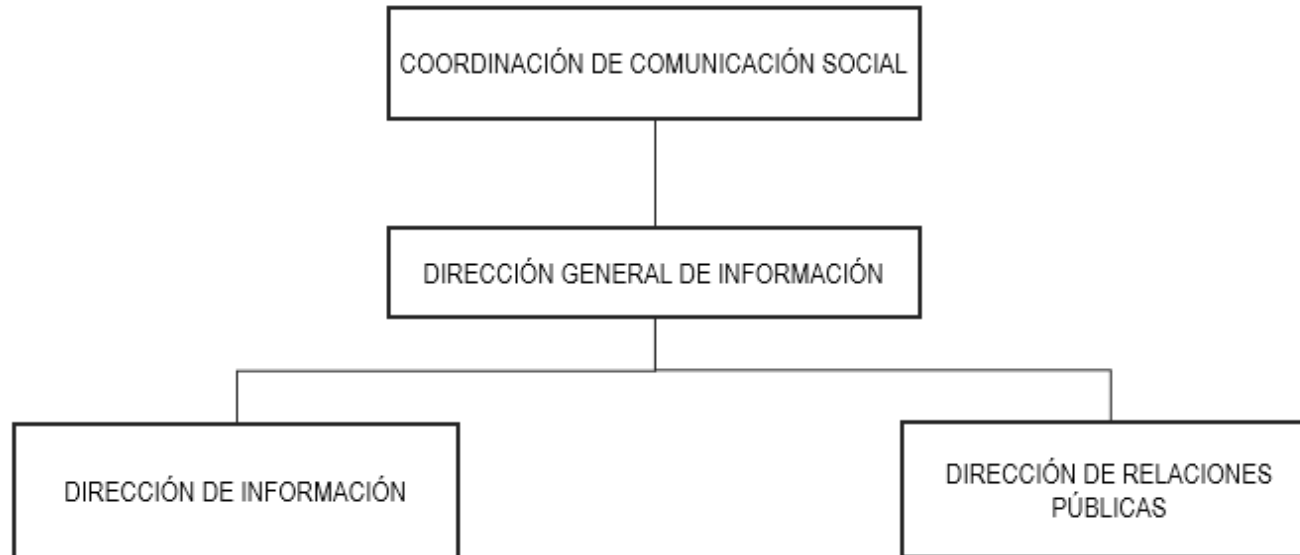 COORDINACIÓN DE COMUNICACIÓN SOCIAL
DIRECCIÓN GENERAL DE INFORMACIÓN
DIRECCIÓN DE INFORMACIÓN
DIRECCIÓN DE RELACIONES
PÚBLICAS